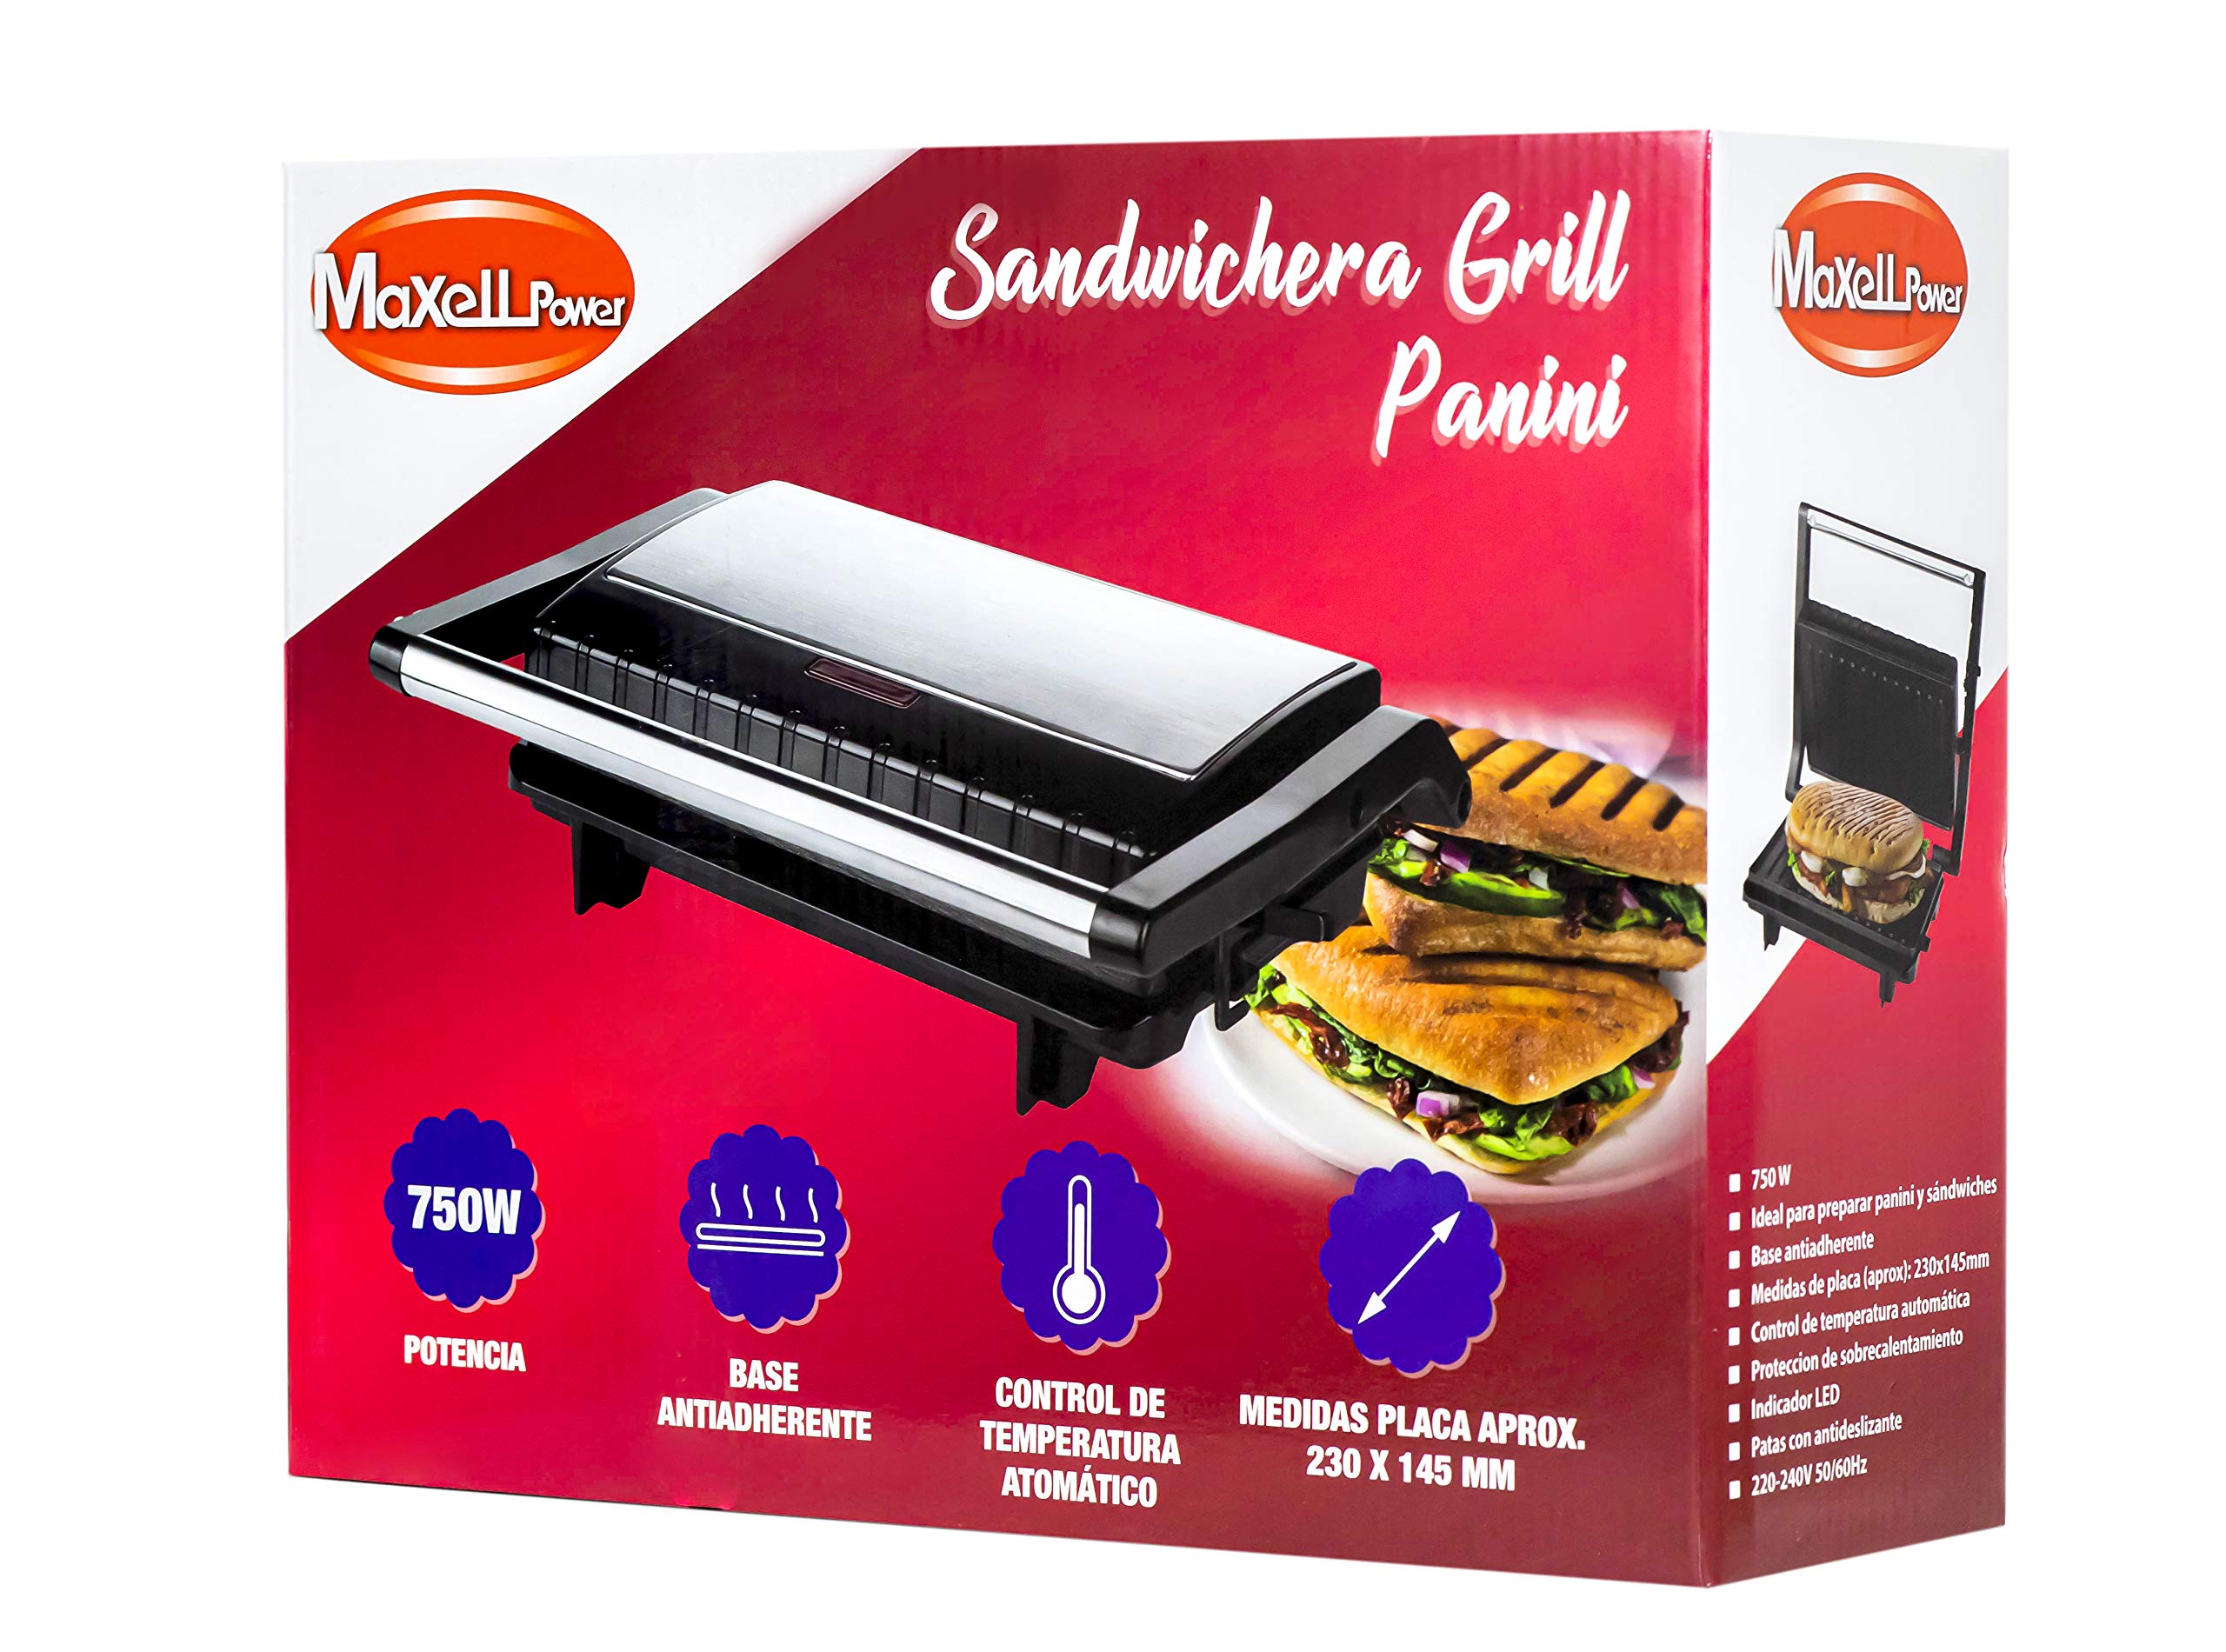 MaxellPower
Sandwichera Grill
Panini
750W
POTENCIA
BASE
ANTIADHERENTE
CONTROL DE
TEMPERATURA
ATOMÁTICO
MEDIDAS PLACA APROX.
230 X 145 MM
MaxellPower
750 W
Ideal para preparar panini y sándwiches
Base antiadherente
Medidas de placa (aprox): 230x145mm
Control de temperatura automática
Proteccion de sobrecalentamiento
Indicador LED
Patas con antideslizante
220-240V 50/60Hz